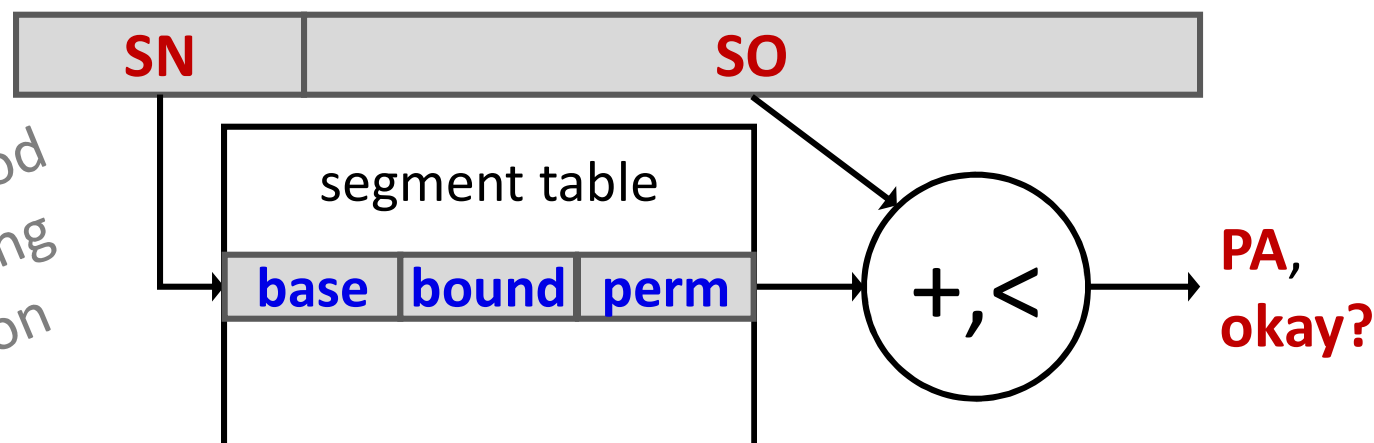 SN SO
segment table
base bound perm
+,<
PA,
okay?